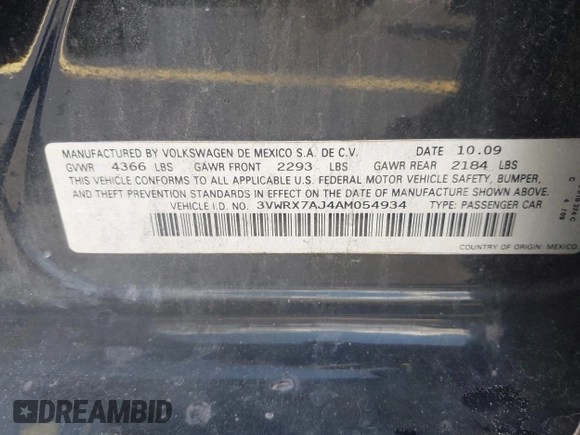 MANUFACTURED BY VOLKSWAGEN DE MEXICO S.A. DE C.V. DATE 10.09
GVWR 4366 LBS GAWR FRONT 2293 LBS GAWR REAR 2184 LBS
THIS VEHICLE CONFORMS TO ALL APPLICABLE U.S. FEDERAL MOTOR VEHICLE SAFETY, BUMPER,
AND THEFT PREVENTION STANDARDS IN EFFECT ON THE DATE OF MANUFACTURE SHOWN ABOVE.
VEHICLE I.D. NO. 3VWRX7AJ4AM054934 TYPE: PASSENGER CAR
COUNTRY OF ORIGIN: MEXICO
DREAMBID